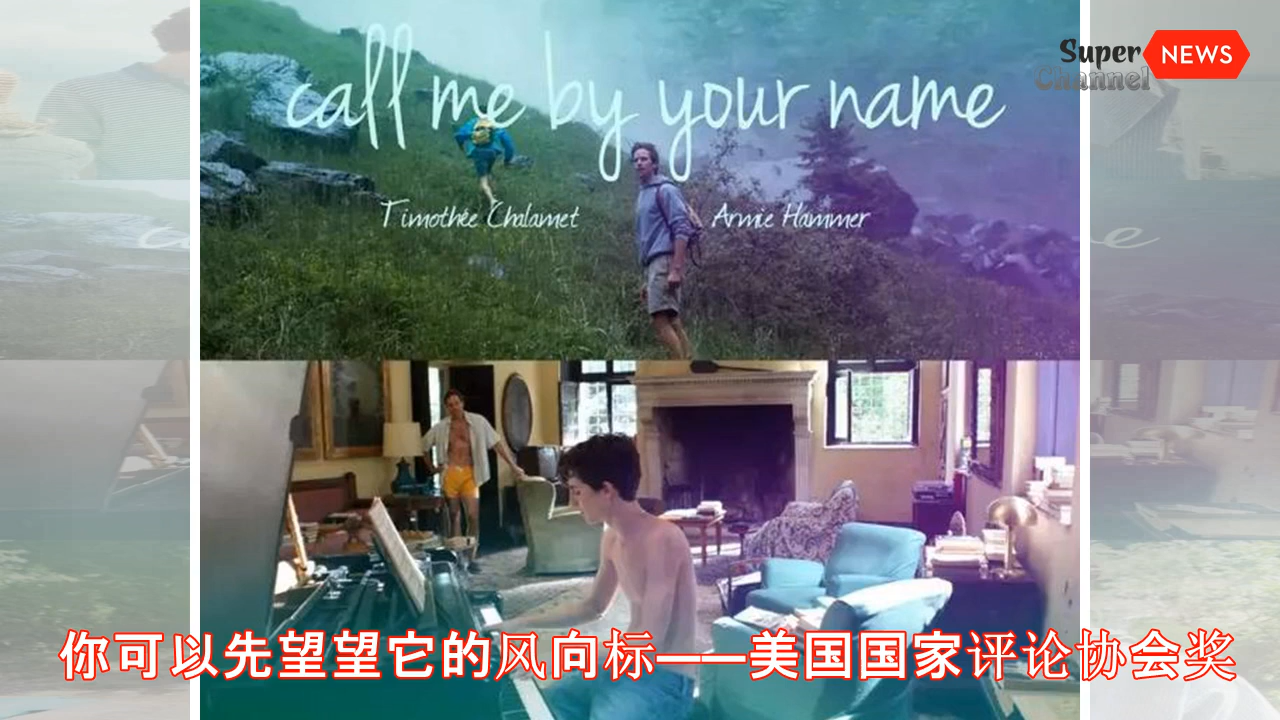 call me by your name
Timothée Chalamet Armie Hammer
Super
Channel
NEWS
你可以先望望它的风向标——美国国家评论协会奖